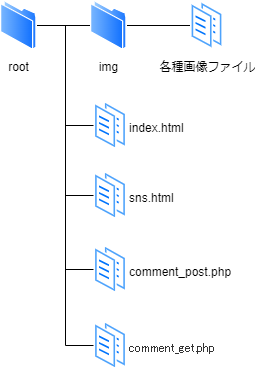 root
img
各種画像ファイル
index.html
sns.html
comment_post.php
comment_get.php